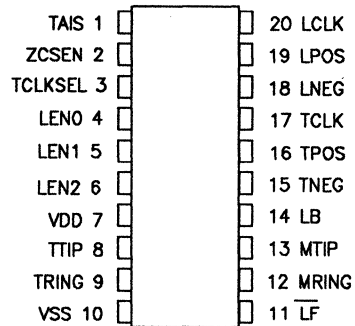 TAIS 1
ZCSEN 2
TCLKSEL 3
LEN0 4
LEN1 5
LEN2 6
VDD 7
TTIP 8
TRING 9
VSS 10
20 LCLK
19 LPOS
18 LNEG
17 TCLK
16 TPOS
15 TNEG
14 LB
13 MTIP
12 MRING
11 L̅F̅